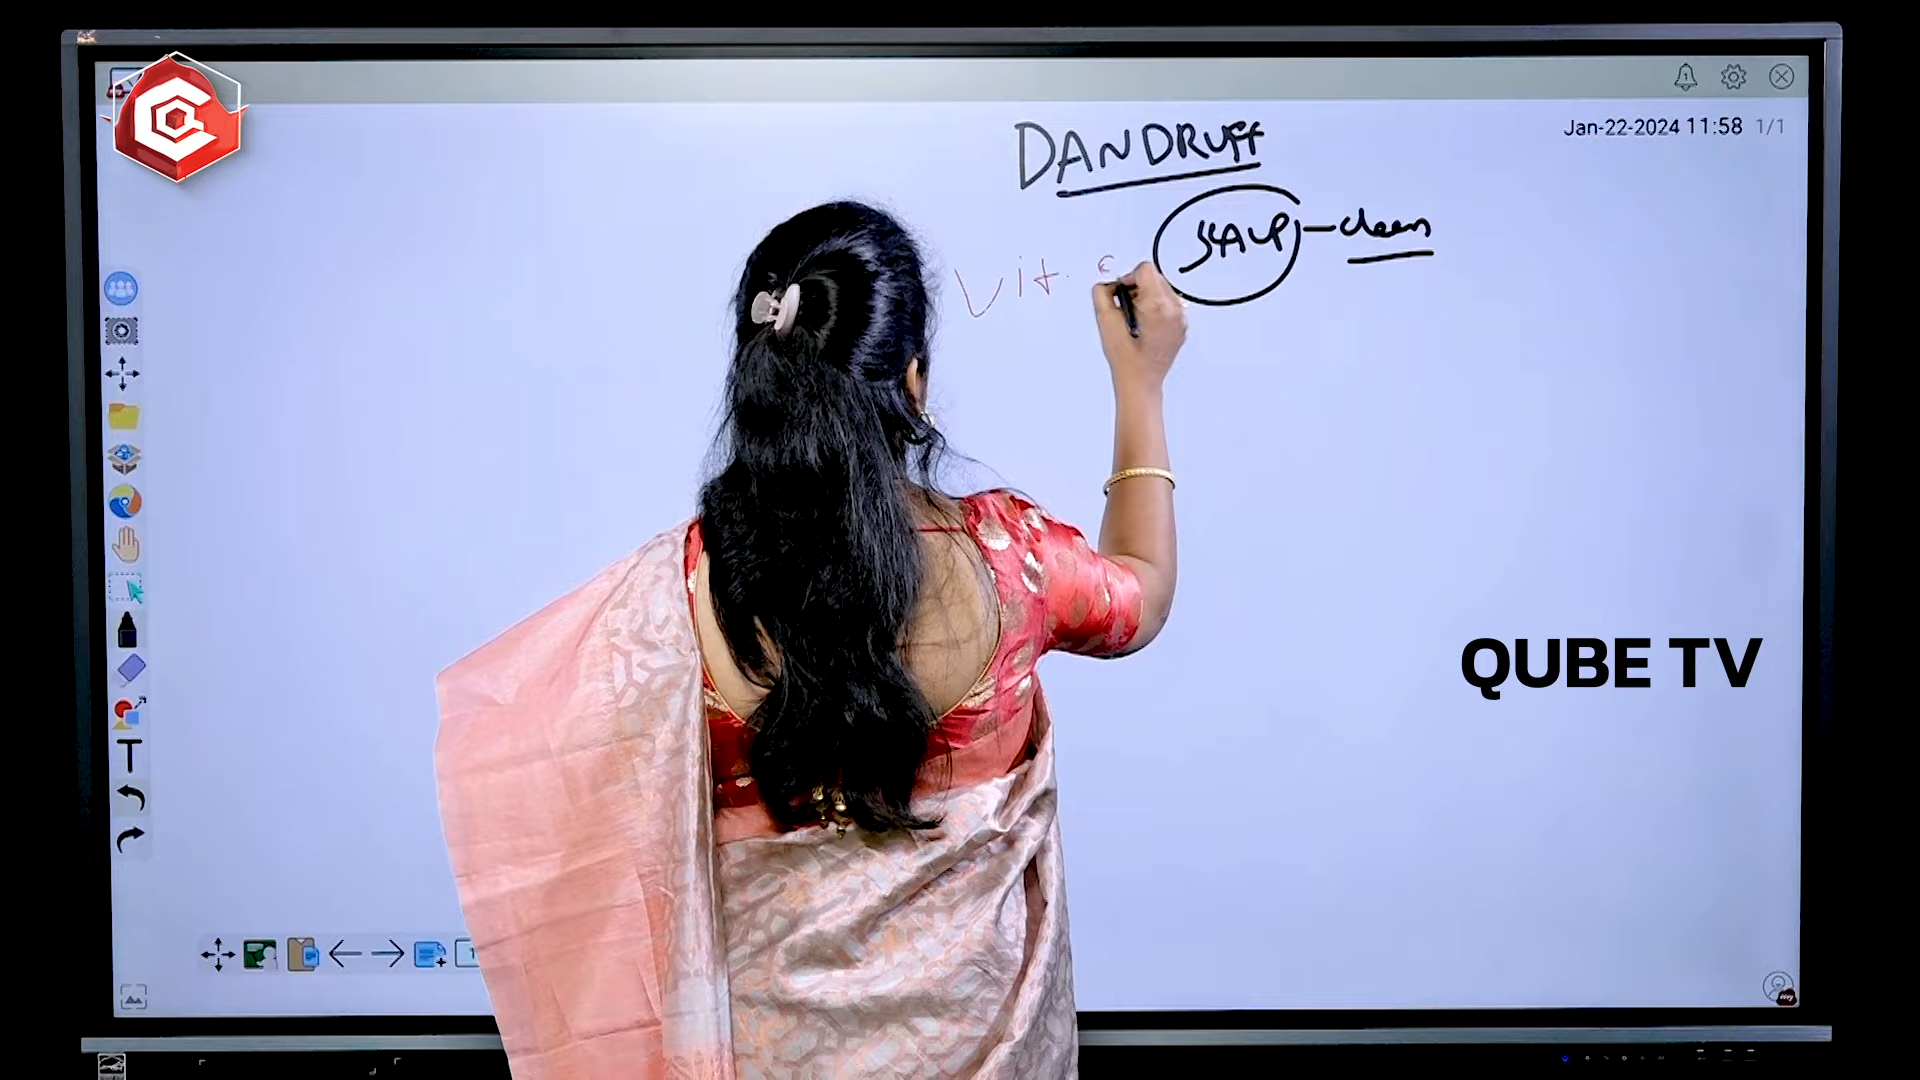 Jan-22-2024 11:58 1/1
DANDRUFF
SCALP - clean
Vit.
QUBE TV